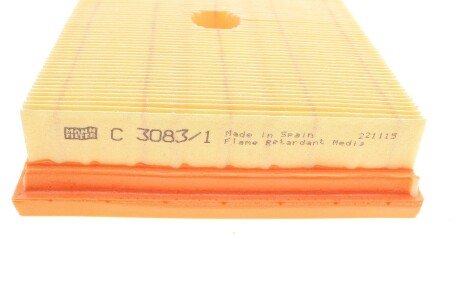 MANN
FILTER
C 3083/1
Made in Spain
Flame Retardant Media
221115